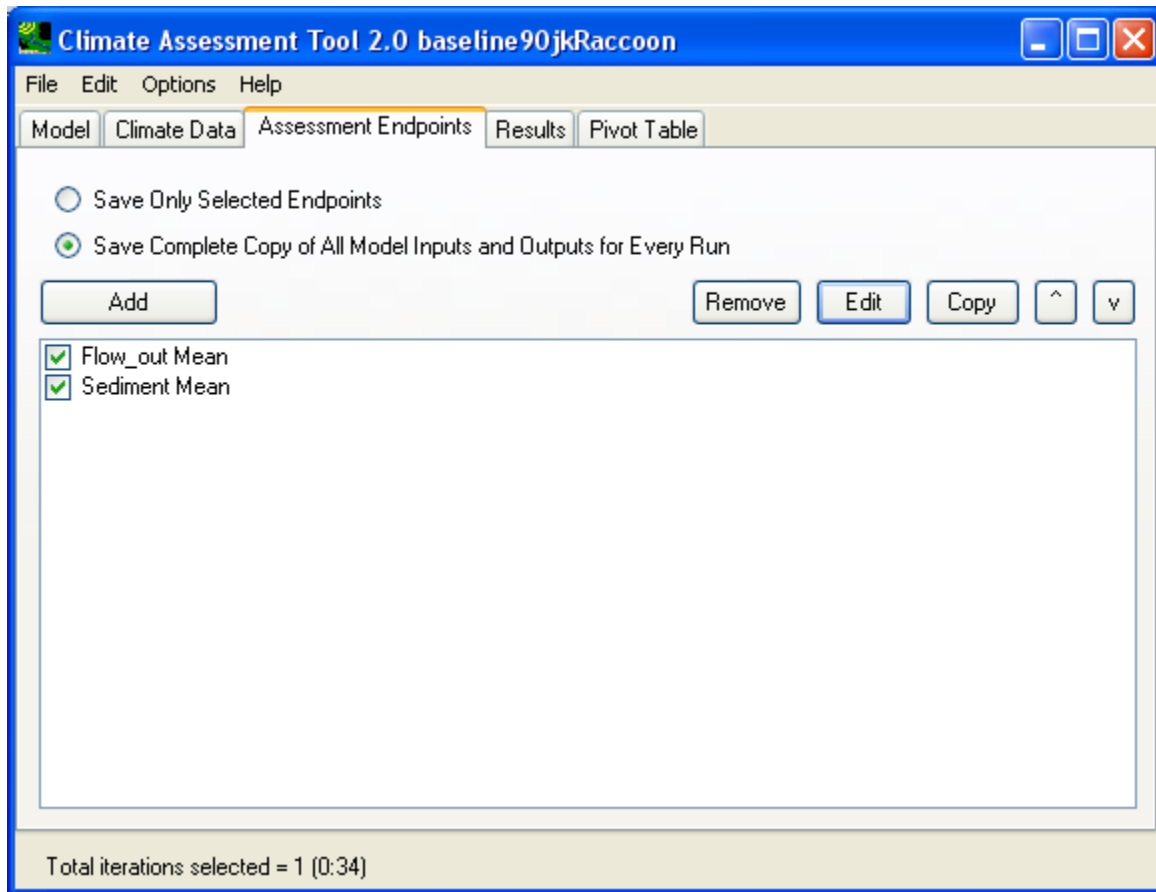 Climate Assessment Tool 2.0 baseline90jkRaccoon
File Edit Options Help
Model Climate Data Assessment Endpoints Results Pivot Table
Save Only Selected Endpoints
Save Complete Copy of All Model Inputs and Outputs for Every Run
Add Remove Edit Copy ^ v
Flow_out Mean
Sediment Mean
Total iterations selected = 1 (0:34)